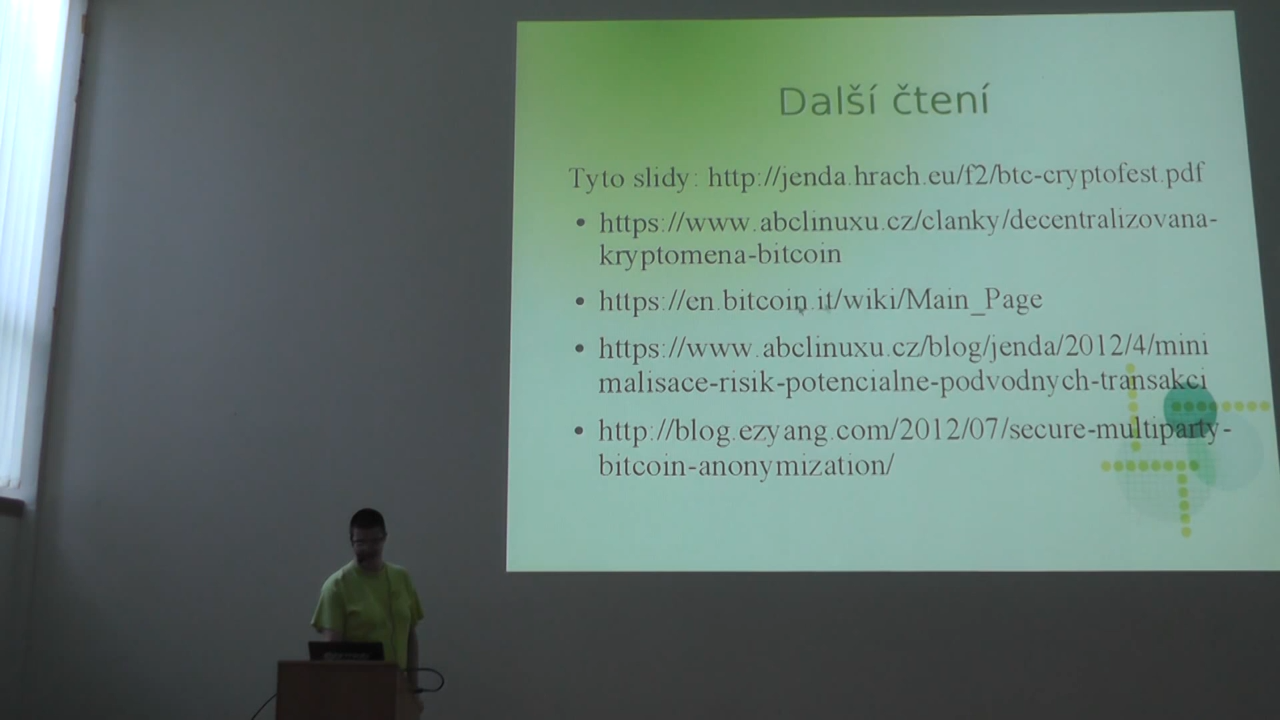 Další čtení
Tyto slidy: http://jenda.hrach.eu/f2/btc-cryptofest.pdf
• https://www.abclinuxu.cz/clanky/decentralizovana-
kryptomena-bitcoin
• https://en.bitcoin.it/wiki/Main_Page
• https://www.abclinuxu.cz/blog/jenda/2012/4/mini
malisace-risik-potencialne-podvodnych-transakci
• http://blog.ezyang.com/2012/07/secure-multiparty-
bitcoin-anonymization/